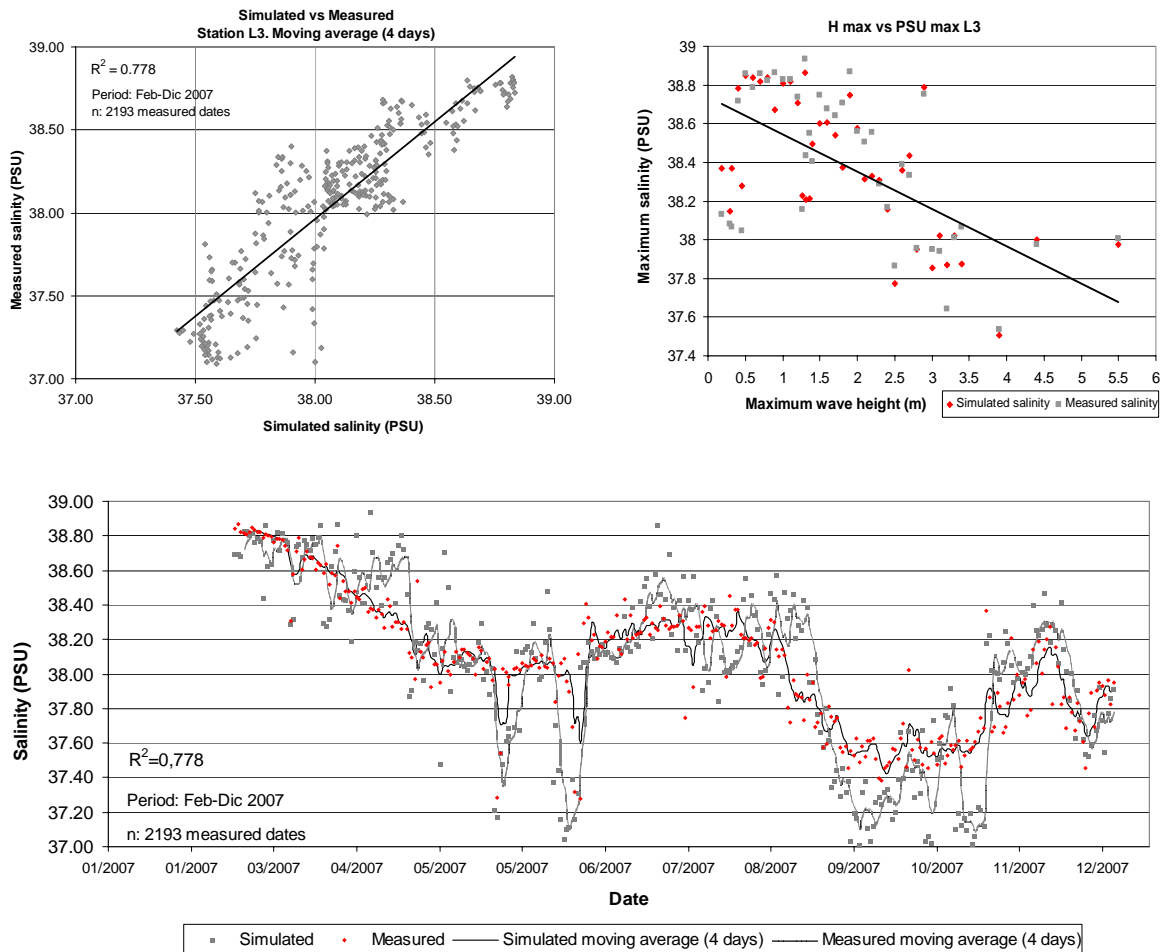 Simulated vs Measured
Station L3. Moving average (4 days)
R² = 0.778
Period: Feb-Dic 2007
n: 2193 measured dates
Measured salinity (PSU)
39.00
38.50
38.00
37.50
37.00
37.00 37.50 38.00 38.50 39.00
Simulated salinity (PSU)
H max vs PSU max L3
Maximum salinity (PSU)
39
38.8
38.6
38.4
38.2
38
37.8
37.6
37.4
0 0.5 1 1.5 2 2.5 3 3.5 4 4.5 5 5.5 6
Maximum wave height (m)
Simulated salinity Measured salinity
Salinity (PSU)
39.00
38.80
38.60
38.40
38.20
38.00
37.80
37.60
37.40
37.20
37.00
R²=0,778
Period: Feb-Dic 2007
n: 2193 measured dates
01/2007 01/2007 03/2007 04/2007 05/2007 05/2007 06/2007 07/2007 08/2007 09/2007 10/2007 11/2007 12/2007
Date
Simulated Measured Simulated moving average (4 days) Measured moving average (4 days)